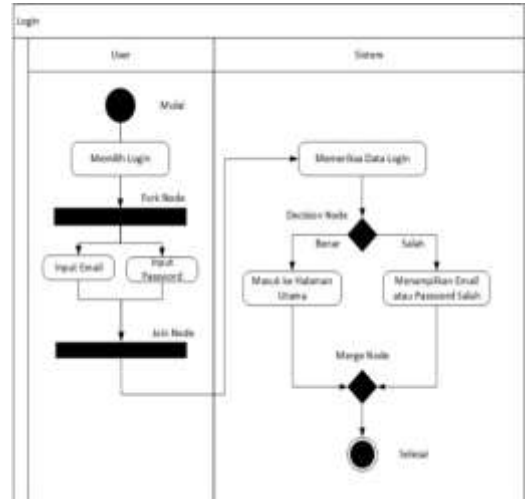 Login
User
Sistem
Mulai
Memilih Login
Memeriksa Data Login
Fork Node
Decision Node
Benar
Salah
Input Email
Input
Password
Masuk ke Halaman
Utama
Menampilkan Email
atau Password Salah
Join Node
Merge Node
Selesai